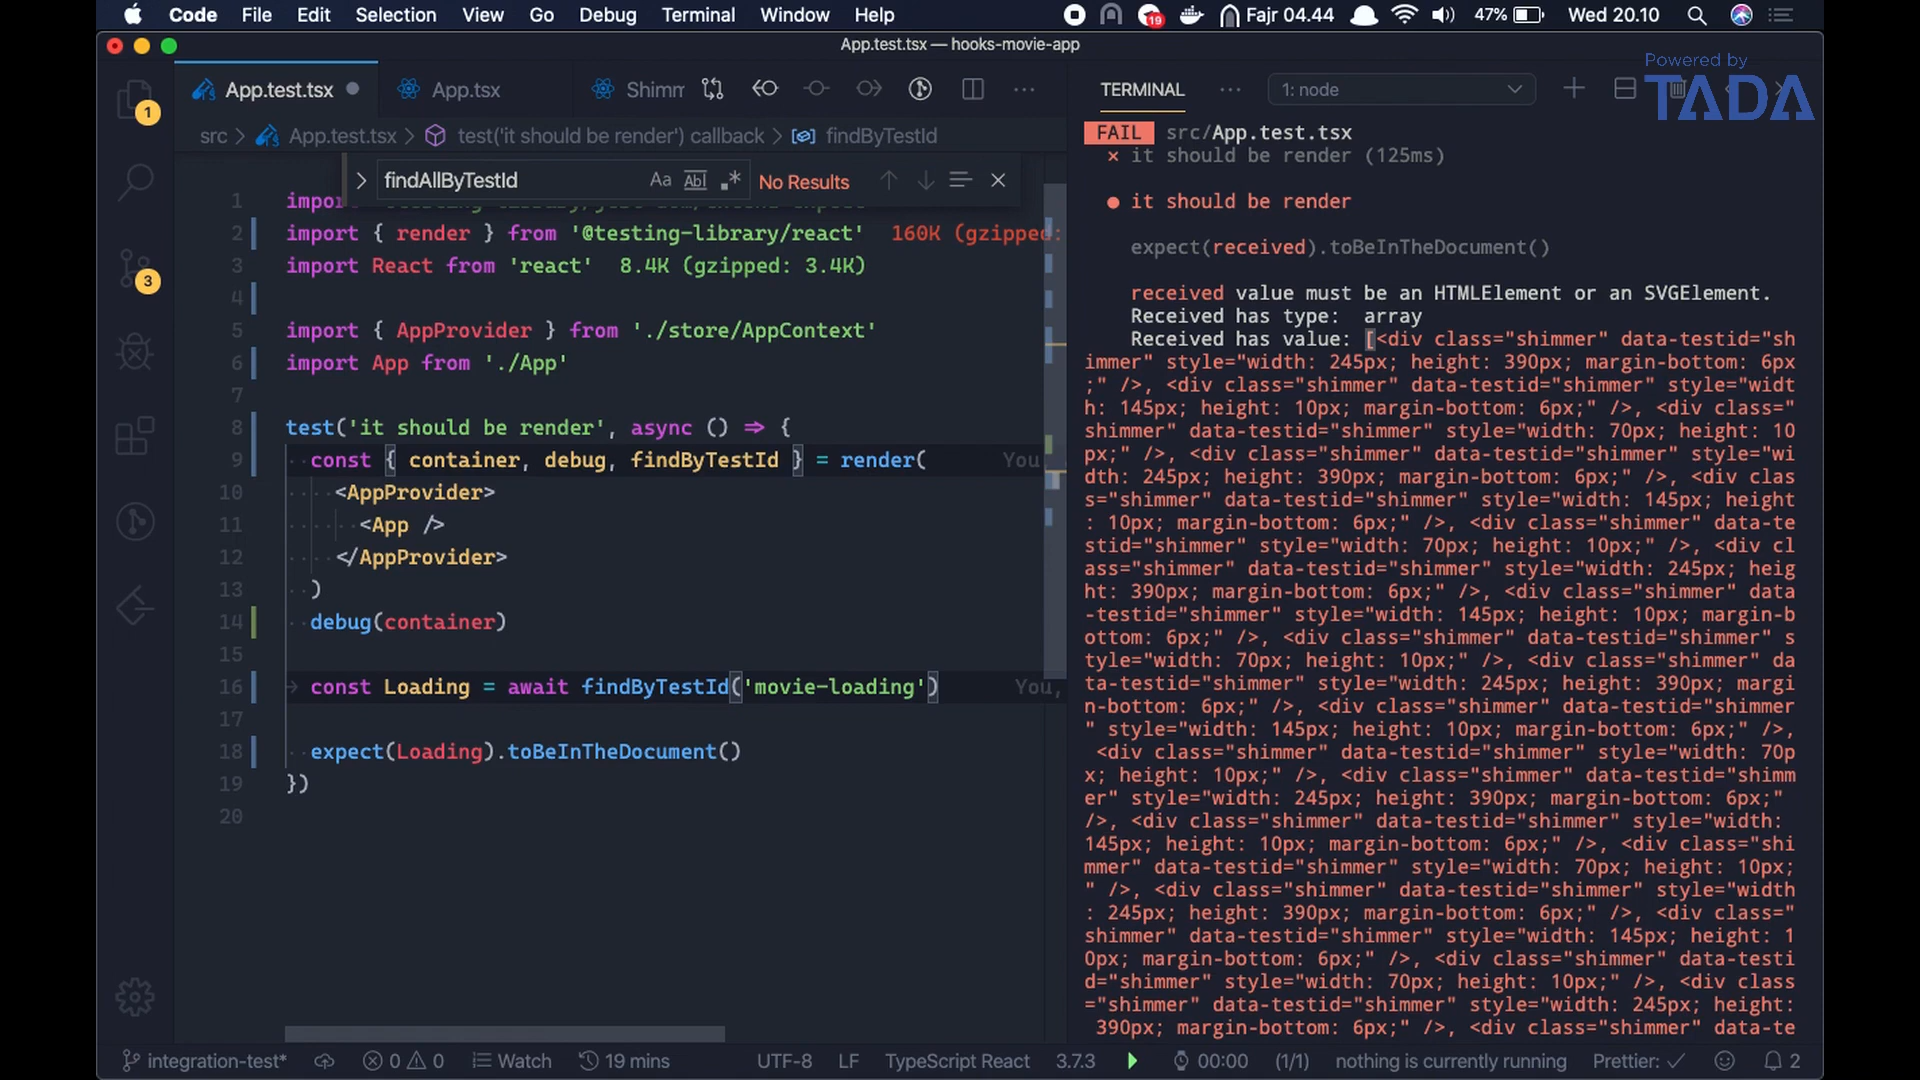 Code File Edit Selection View Go Debug Terminal Window Help 19 Fajr 04.44 47% Wed 20.10
App.test.tsx — hooks-movie-app
Powered by
TADA
App.test.tsx App.tsx Shimm
src > App.test.tsx > test('it should be render') callback > findByTestId
findAllByTestId Aa Abl .* No Results
1 import
2 import { render } from '@testing-library/react' 160K (gzipped:
3 import React from 'react' 8.4K (gzipped: 3.4K)
4
5 import { AppProvider } from './store/AppContext'
6 import App from './App'
7
8 test('it should be render', async () => {
9 const { container, debug, findByTestId } = render( You,
10 <AppProvider>
11 <App />
12 </AppProvider>
13 )
14 debug(container)
15
16 const Loading = await findByTestId('movie-loading') You,
17
18 expect(Loading).toBeInTheDocument()
19 })
20
1
3
TERMINAL ... 1: node
FAIL src/App.test.tsx
× it should be render (125ms)
● it should be render
expect(received).toBeInTheDocument()
received value must be an HTMLElement or an SVGElement.
Received has type: array
Received has value: [<div class="shimmer" data-testid="sh
immer" style="width: 245px; height: 390px; margin-bottom: 6px
;" />, <div class="shimmer" data-testid="shimmer" style="widt
h: 145px; height: 10px; margin-bottom: 6px;" />, <div class="
shimmer" data-testid="shimmer" style="width: 70px; height: 10
px;" />, <div class="shimmer" data-testid="shimmer" style="wi
dth: 245px; height: 390px; margin-bottom: 6px;" />, <div clas
s="shimmer" data-testid="shimmer" style="width: 145px; height
: 10px; margin-bottom: 6px;" />, <div class="shimmer" data-te
stid="shimmer" style="width: 70px; height: 10px;" />, <div cl
ass="shimmer" data-testid="shimmer" style="width: 245px; heig
ht: 390px; margin-bottom: 6px;" />, <div class="shimmer" data
-testid="shimmer" style="width: 145px; height: 10px; margin-b
ottom: 6px;" />, <div class="shimmer" data-testid="shimmer" s
tyle="width: 70px; height: 10px;" />, <div class="shimmer" da
ta-testid="shimmer" style="width: 245px; height: 390px; margi
n-bottom: 6px;" />, <div class="shimmer" data-testid="shimmer
" style="width: 145px; height: 10px; margin-bottom: 6px;" />,
<div class="shimmer" data-testid="shimmer" style="width: 70p
x; height: 10px;" />, <div class="shimmer" data-testid="shimm
er" style="width: 245px; height: 390px; margin-bottom: 6px;"
/>, <div class="shimmer" data-testid="shimmer" style="width:
145px; height: 10px; margin-bottom: 6px;" />, <div class="shi
mmer" data-testid="shimmer" style="width: 70px; height: 10px;
" />, <div class="shimmer" data-testid="shimmer" style="width
: 245px; height: 390px; margin-bottom: 6px;" />, <div class="
shimmer" data-testid="shimmer" style="width: 145px; height: 1
0px; margin-bottom: 6px;" />, <div class="shimmer" data-testi
d="shimmer" style="width: 70px; height: 10px;" />, <div class
="shimmer" data-testid="shimmer" style="width: 245px; height:
390px; margin-bottom: 6px;" />, <div class="shimmer" data-te
integration-test* 0 0 Watch 19 mins UTF-8 LF TypeScript React 3.7.3 00:00 (1/1) nothing is currently running Prettier: ✓ 2